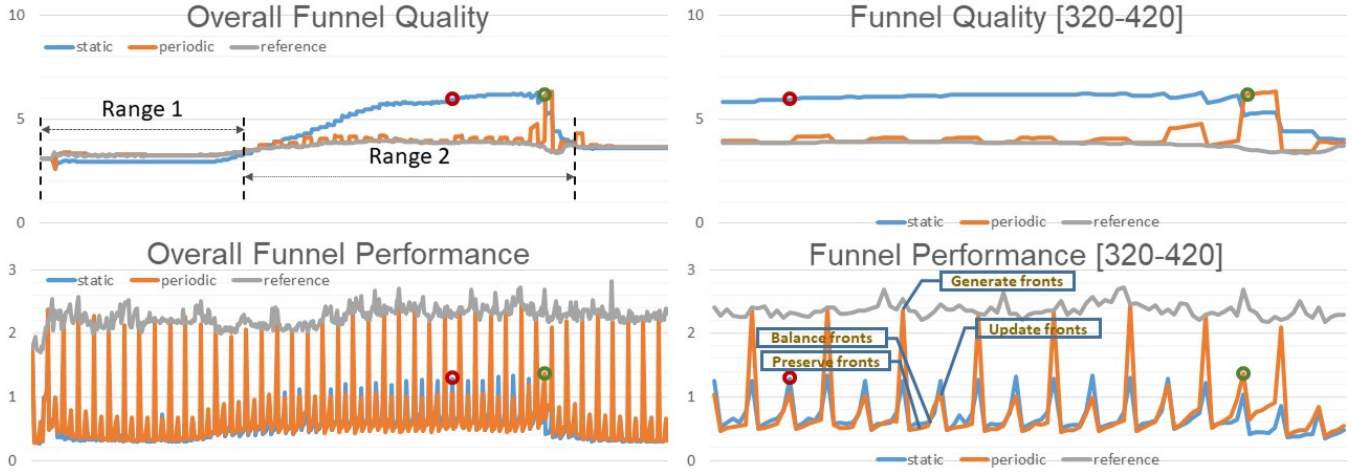 Overall Funnel Quality
10
static periodic reference
Range 1
5
Range 2
0
Funnel Quality [320-420]
10
5
0
static periodic reference
Overall Funnel Performance
3
static periodic reference
2
1
0
Funnel Performance [320-420]
3
Generate fronts
2
Update fronts
Balance fronts
Preserve fronts
1
0
static periodic reference